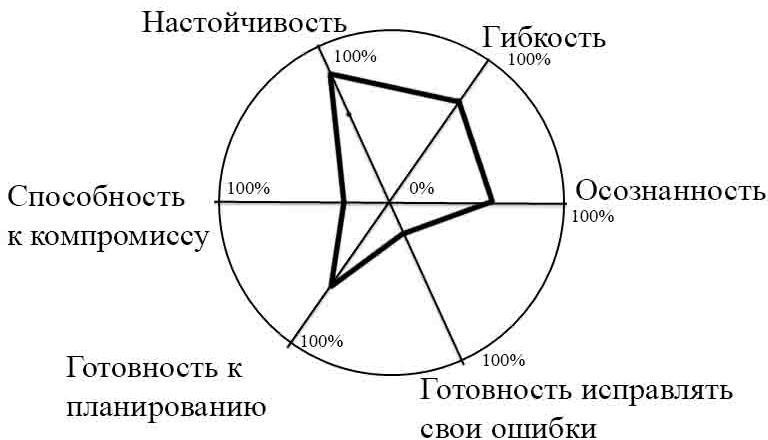 Настойчивость
100%
Гибкость
100%
Способность
к компромиссу
100%
0%
Осознанность
100%
Готовность к
планированию
100%
Готовность исправлять
свои ошибки
100%